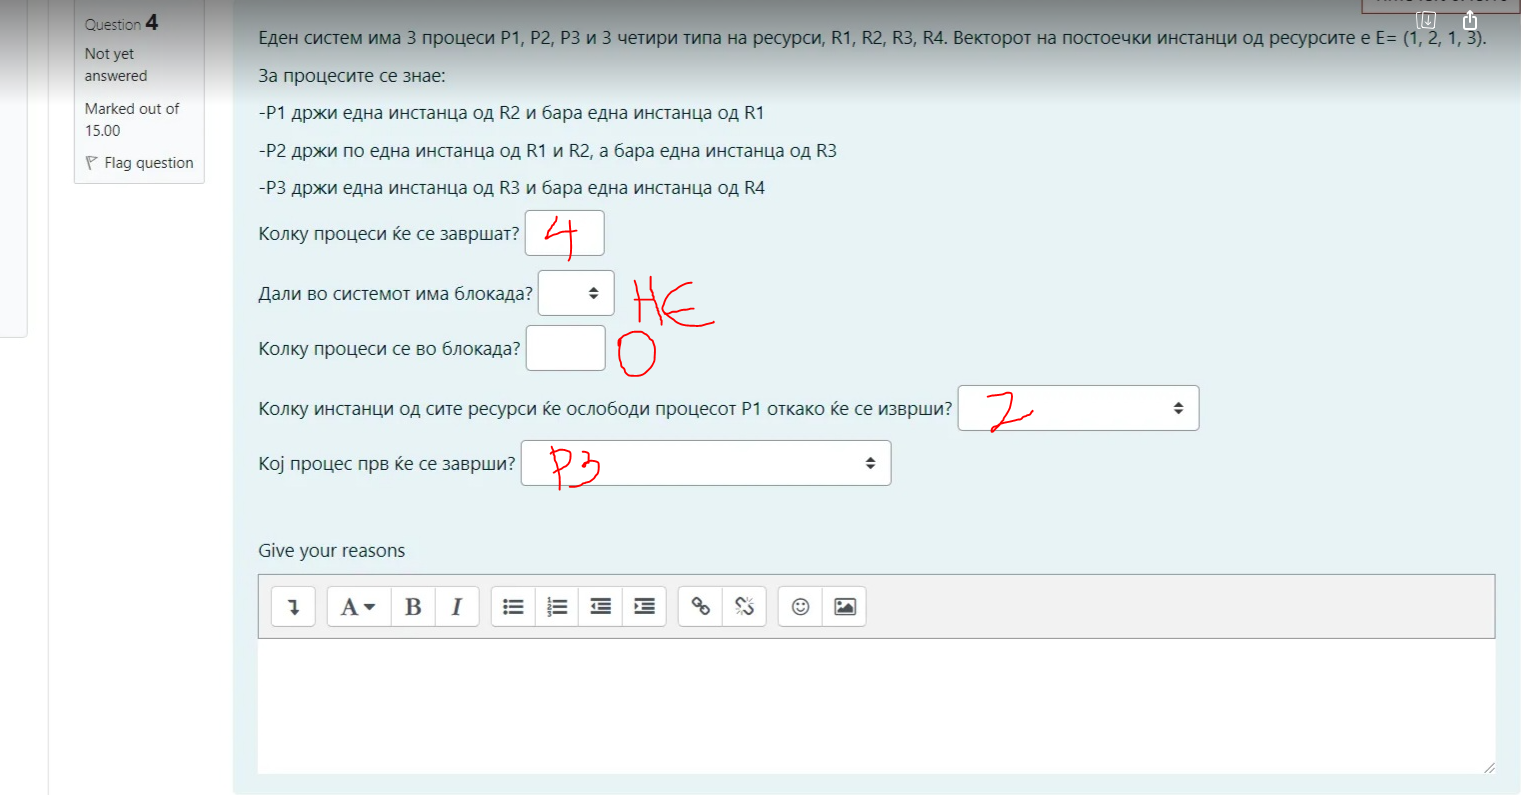 Question 4
Not yet
answered
Marked out of
15.00
Flag question
Еден систем има 3 процеси P1, P2, P3 и 3 четири типа на ресурси, R1, R2, R3, R4. Векторот на постоечки инстанци од ресурсите е E= (1, 2, 1, 3).
За процесите се знае:
-P1 држи една инстанца од R2 и бара една инстанца од R1
-P2 држи по една инстанца од R1 и R2, а бара една инстанца од R3
-P3 држи една инстанца од R3 и бара една инстанца од R4
Колку процеси ќе се завршат? 4
Дали во системот има блокада? НЕ
Колку процеси се во блокада? 0
Колку инстанци од сите ресурси ќе ослободи процесот P1 откако ќе се изврши? 2
Кој процес прв ќе се заврши? P3
Give your reasons
A B I